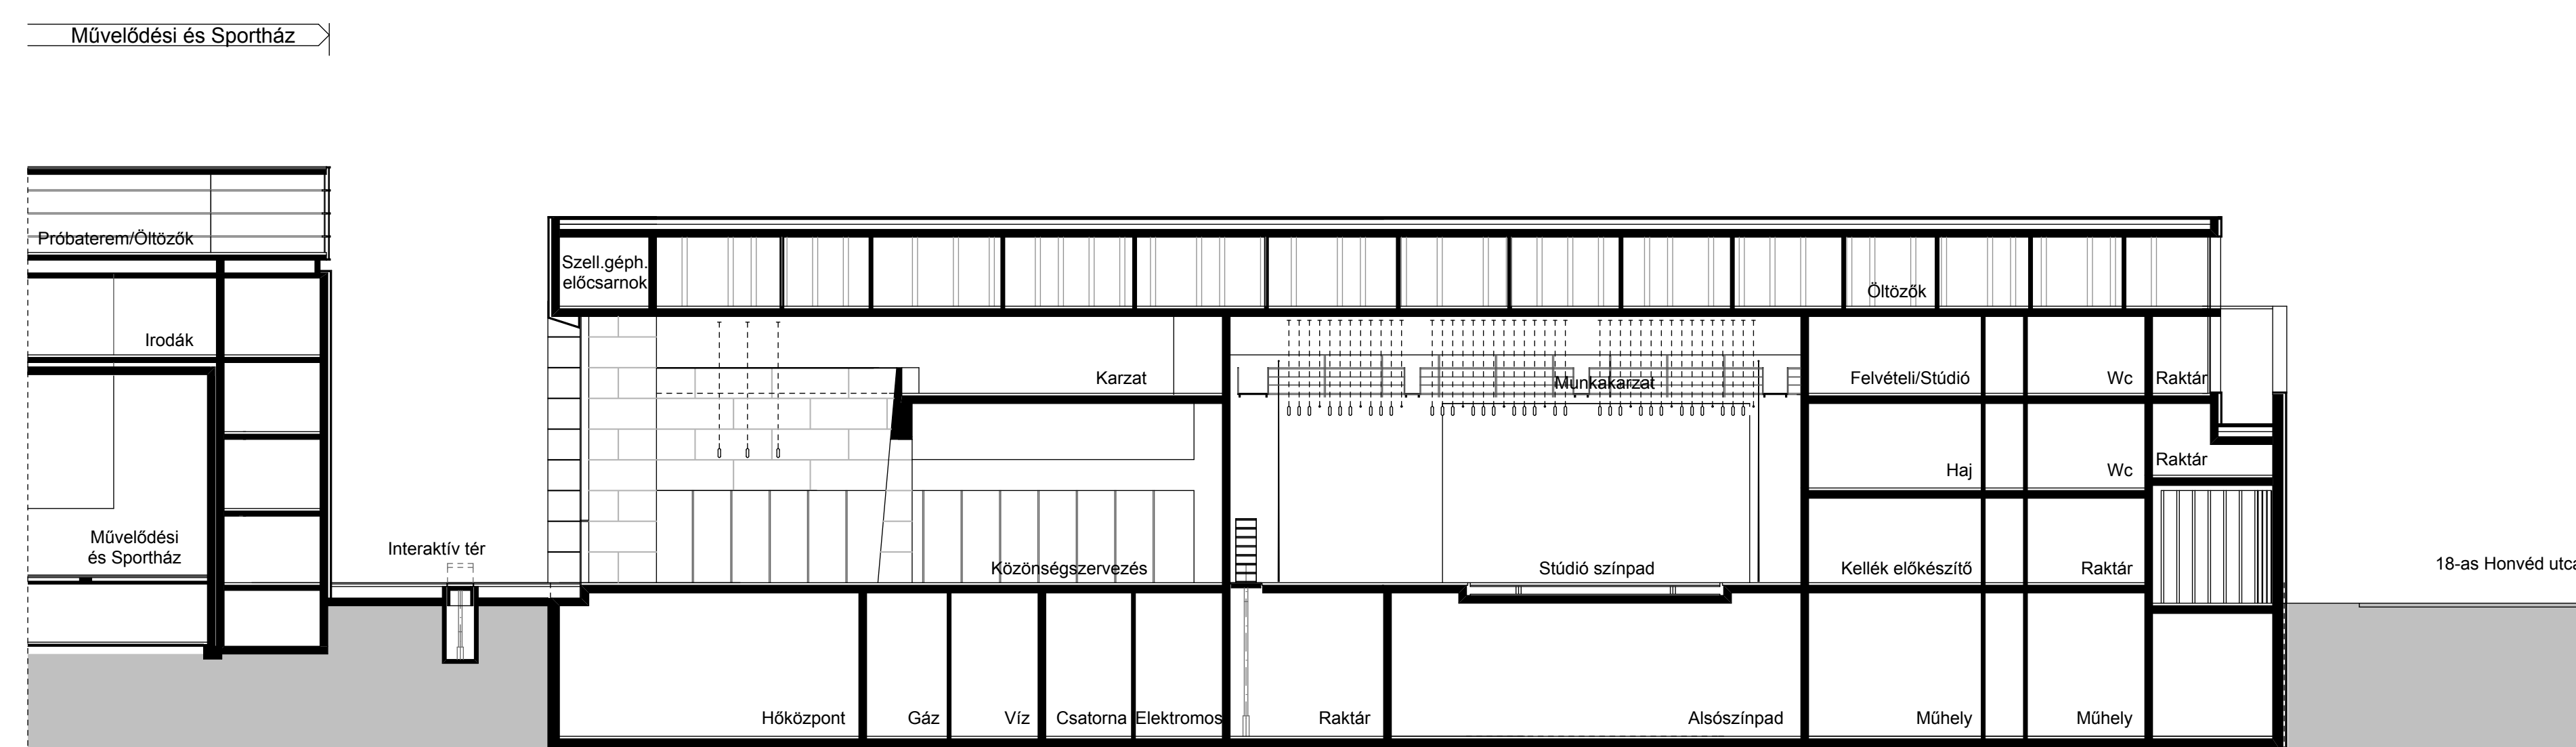 Művelődési és Sportház
Próbaterem/Öltözők
Szell.géph.
előcsarnok
Öltözők
Irodák
Karzat
Munkakarzat
Felvételi/Stúdió
Wc
Raktár
Haj
Wc
Raktár
Művelődési
és Sportház
Interaktív tér
Közönségszervezés
Stúdió színpad
Kellék előkészítő
Raktár
18-as Honvéd utca
Hőközpont
Gáz
Víz
Csatorna
Elektromos
Raktár
Alsószínpad
Műhely
Műhely